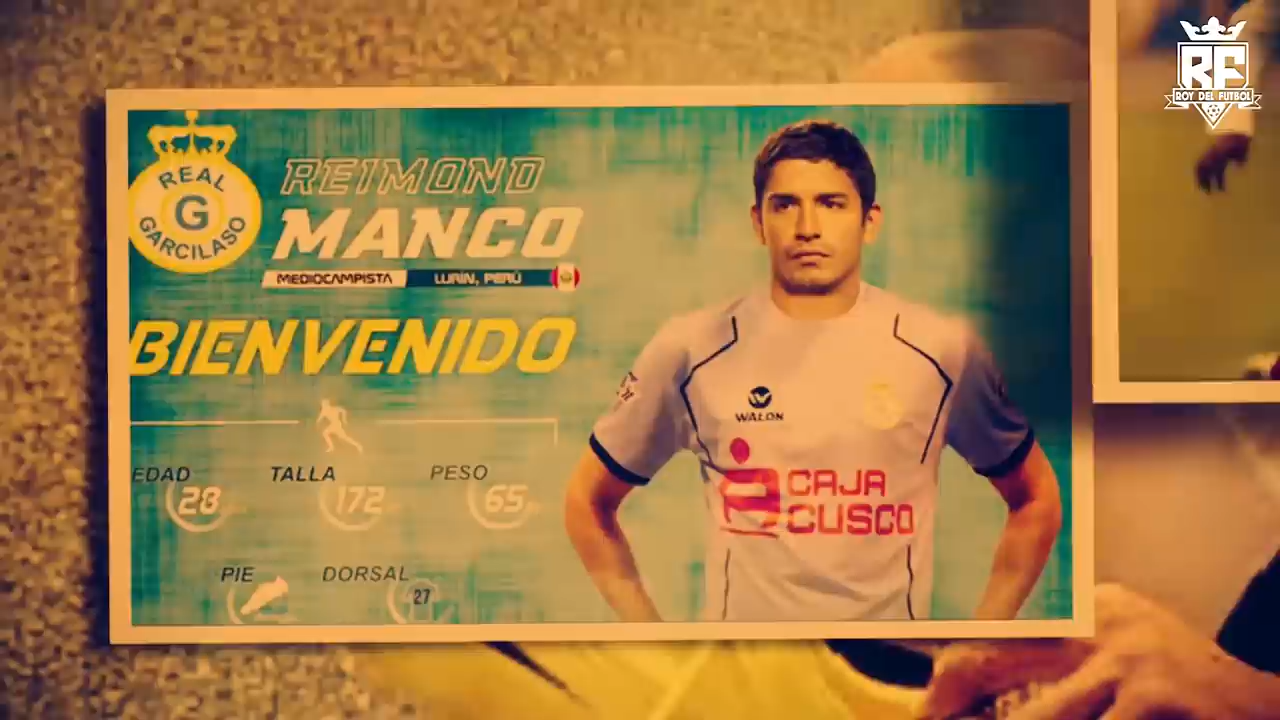 RF
ROY DEL FUTBOL
REAL
G
GARCILASO
REIMOND
MANCO
MEDIOCAMPISTA LURÍN, PERÚ
BIENVENIDO
EDAD 28
TALLA 172
PESO 65
PIE
DORSAL 27
WALON
CAJA
CUSCO